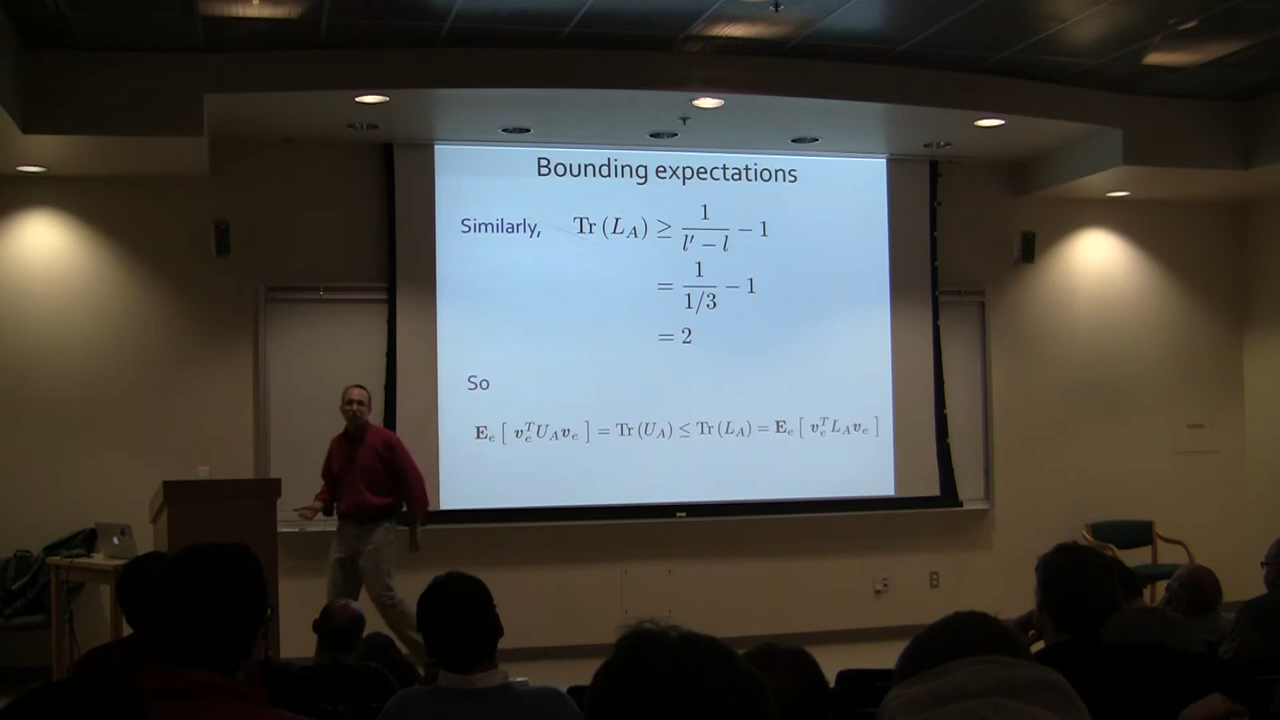 Bounding expectations
Similarly, Tr (L_A) ≥ 1/(l′ − l) − 1
= 1/(1/3) − 1
= 2
So
E_e [ v_e^T U_A v_e ] = Tr (U_A) ≤ Tr (L_A) = E_e [ v_e^T L_A v_e ]